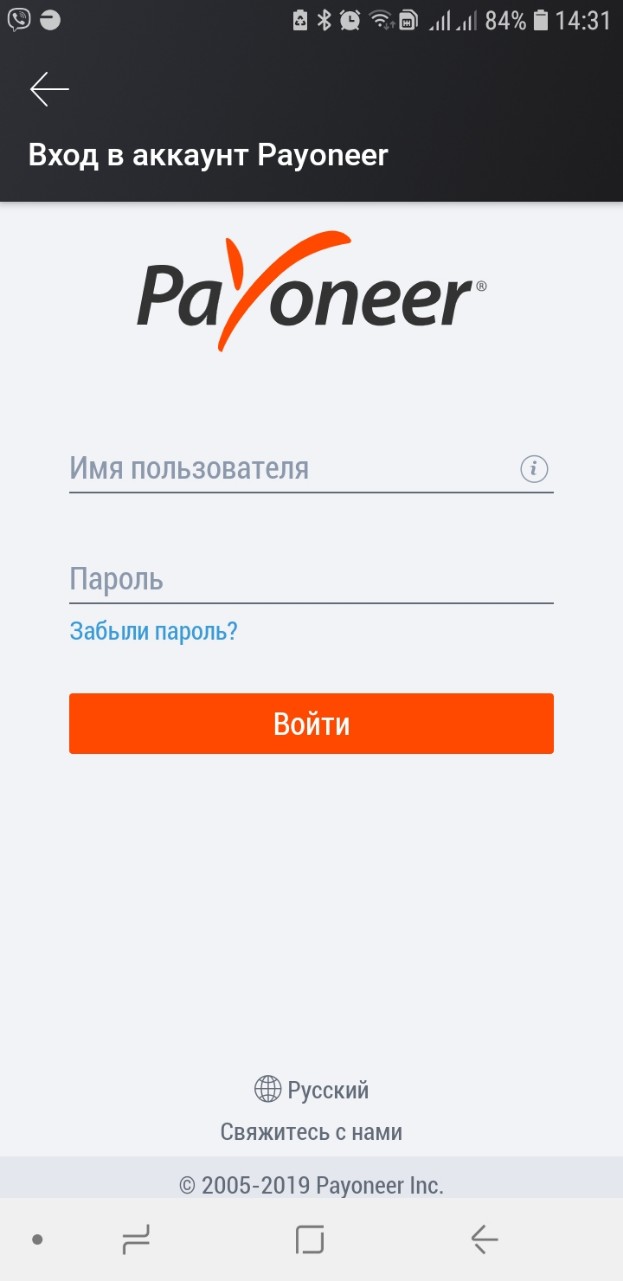 84% 14:31
Вход в аккаунт Payoneer
Payoneer®
Имя пользователя
i
Пароль
Забыли пароль?
Войти
Русский
Свяжитесь с нами
© 2005-2019 Payoneer Inc.